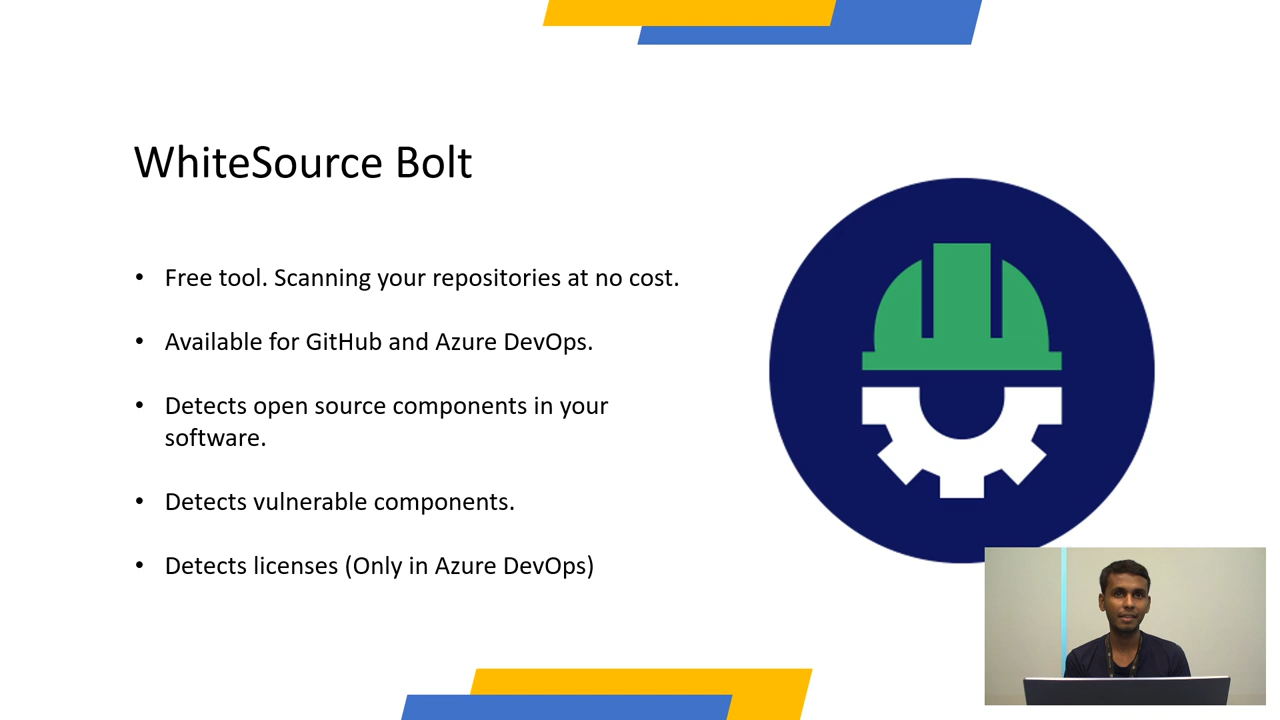 WhiteSource Bolt
• Free tool. Scanning your repositories at no cost.
• Available for GitHub and Azure DevOps.
• Detects open source components in your
software.
• Detects vulnerable components.
• Detects licenses (Only in Azure DevOps)